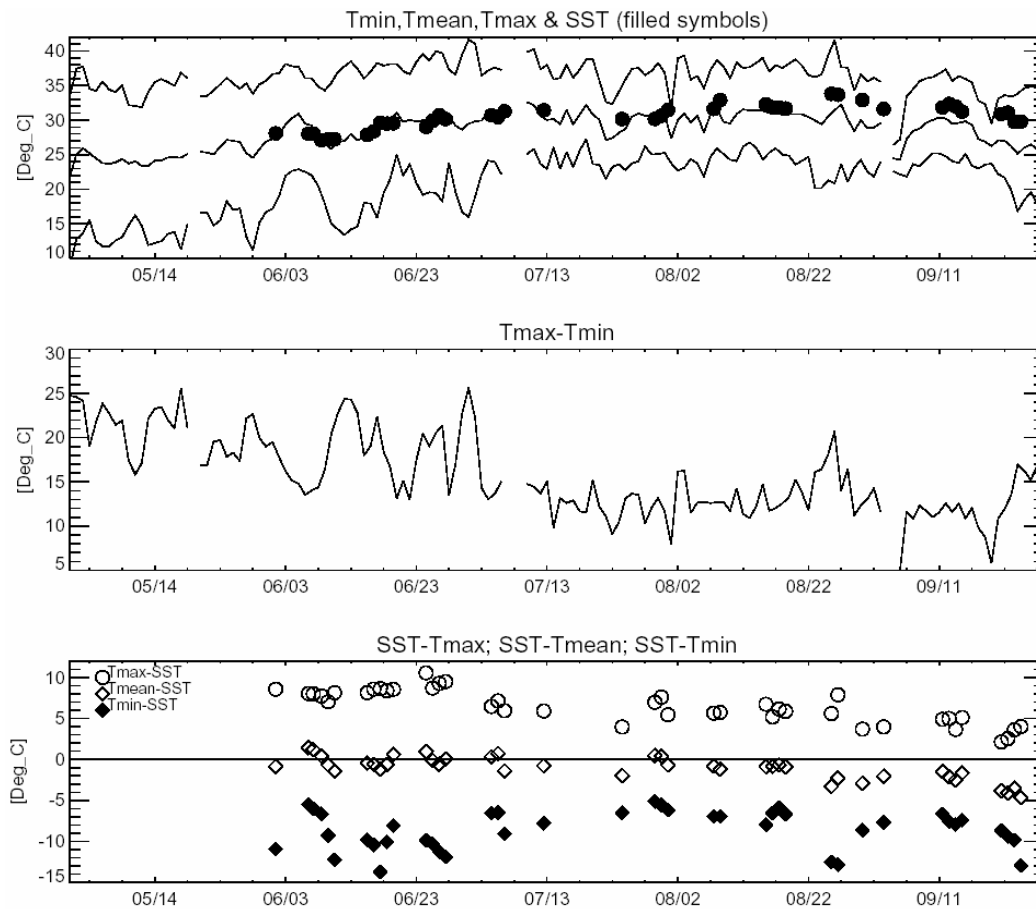 Tmin,Tmean,Tmax & SST (filled symbols)
40
35
30
25
20
15
10
[Deg_C]
05/14 06/03 06/23 07/13 08/02 08/22 09/11
Tmax-Tmin
30
25
20
15
10
5
[Deg_C]
05/14 06/03 06/23 07/13 08/02 08/22 09/11
SST-Tmax; SST-Tmean; SST-Tmin
Tmax-SST
Tmean-SST
Tmin-SST
10
5
0
-5
-10
-15
[Deg_C]
05/14 06/03 06/23 07/13 08/02 08/22 09/11